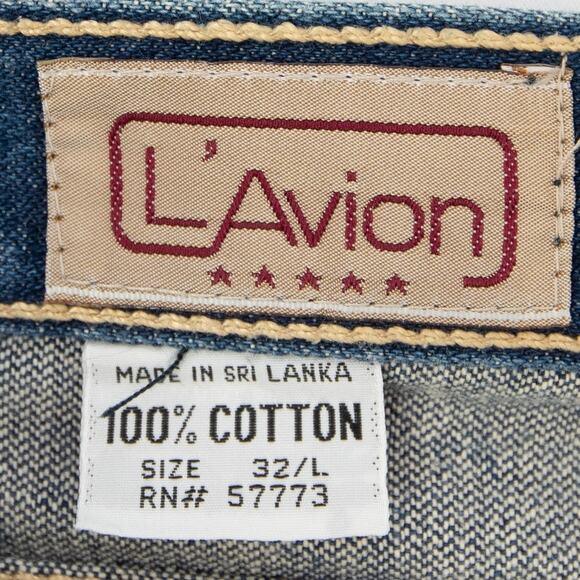 L'Avion
MADE IN SRI LANKA
100% COTTON
SIZE 32/L
RN# 57773